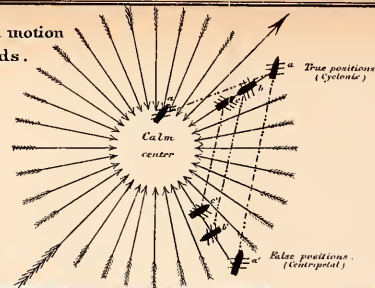 motion
ds.
a
True positions
(Cyclonic)
b
c
a
Calm
center
c'
b'
a'
False positions.
(Centripetal)